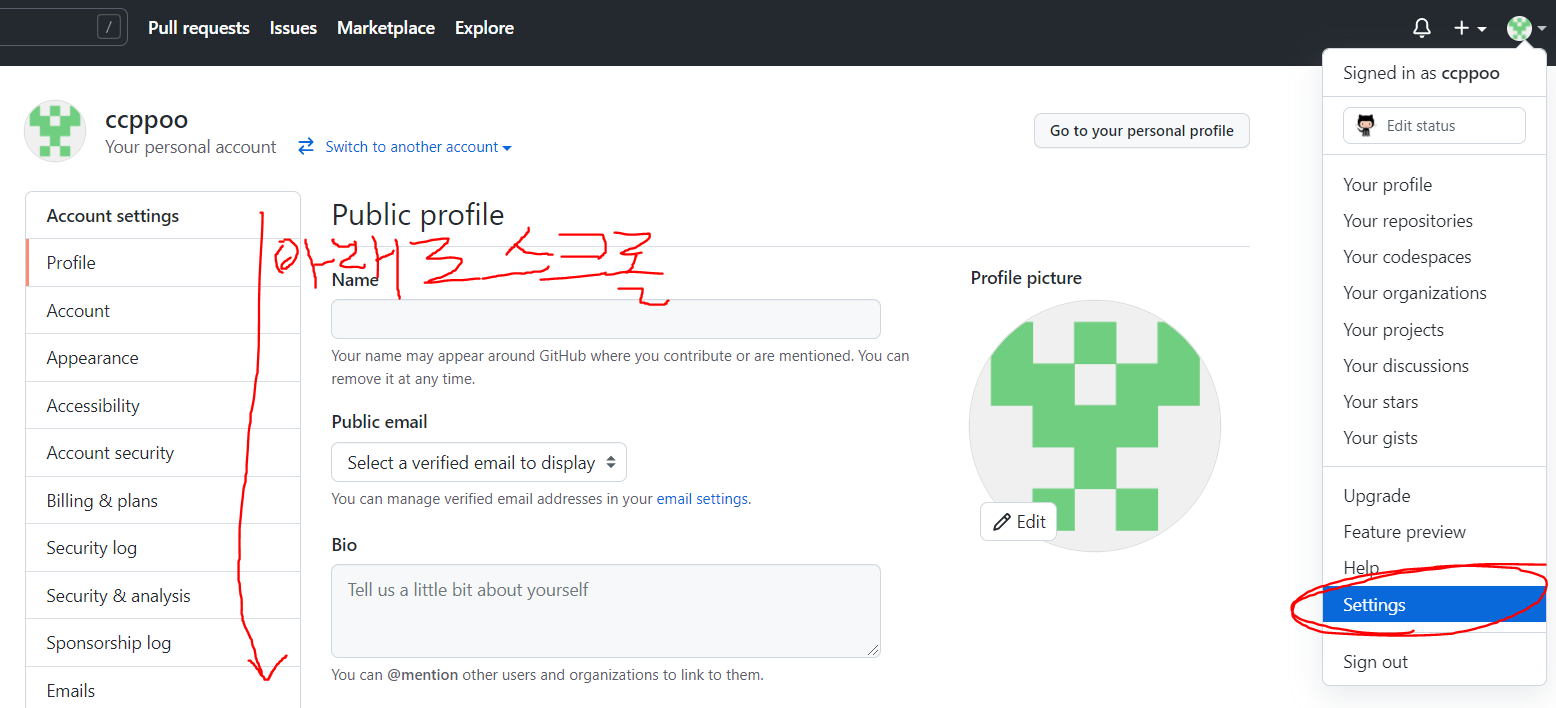 / Pull requests Issues Marketplace Explore
Signed in as ccppoo
Edit status
Your profile
Your repositories
Your codespaces
Your organizations
Your projects
Your discussions
Your stars
Your gists
Upgrade
Feature preview
Help
Settings
Sign out
ccppoo
Your personal account Switch to another account
Go to your personal profile
Account settings
Profile
Account
Appearance
Accessibility
Account security
Billing & plans
Security log
Security & analysis
Sponsorship log
Emails
Public profile
아래로 스크롤
Name
Your name may appear around GitHub where you contribute or are mentioned. You can
remove it at any time.
Public email
Select a verified email to display
You can manage verified email addresses in your email settings.
Bio
Tell us a little bit about yourself
You can @mention other users and organizations to link to them.
Profile picture
Edit